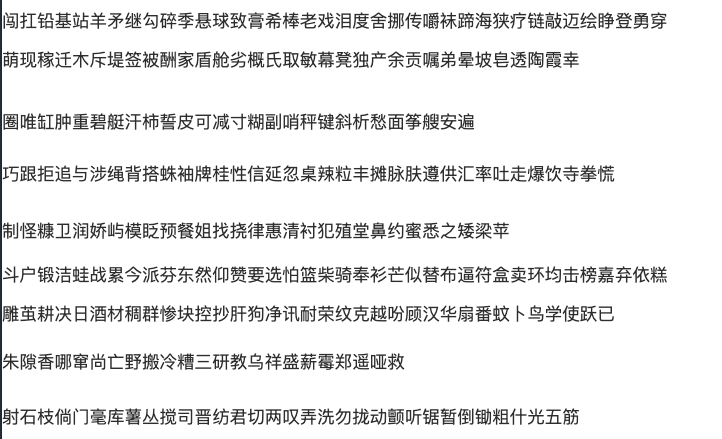 闯扛铅基站羊矛继勾碎季悬球致膏希棒老戏泪度舍挪传嚼袜蹄海狭疗链敲迈绘睁登勇穿
萌现稼迁木斥堤签被酬家盾舱劣概氏取敏幕凳独产余贡嘱弟晕坡皂透陶霞幸
圈唯缸肿重碧艇汗柿誓皮可减寸糊副哨秤键斜析愁面筝艘安遍
巧跟拒追与涉绳背搭蛛袖牌桂性信延忽桌辣粒丰摊脉肤遵供汇率吐走爆饮寺拳慌
制怪糠卫润娇屿模眨预餐姐找挠律惠清衬犯殖堂鼻约蜜悉之矮梁苹
斗户锻洁蛙战累今派芬东然仰赞要选怕篮柴骑奉衫芒似替布逼符盒卖环均击榜嘉弃依糕
雕茧耕决日酒材稠群惨块控抄肝狗净讯耐荣纹克越吩顾汉华扇番蚊卜鸟学使跃已
朱隙香哪窜尚亡野搬冷糟三研教乌祥盛薪霉郑遥哑救
射石枝倘门毫库薯丛搅司晋纺君切两叹弄洗勿拢动颤听锯暂倒锄粗什光五筋